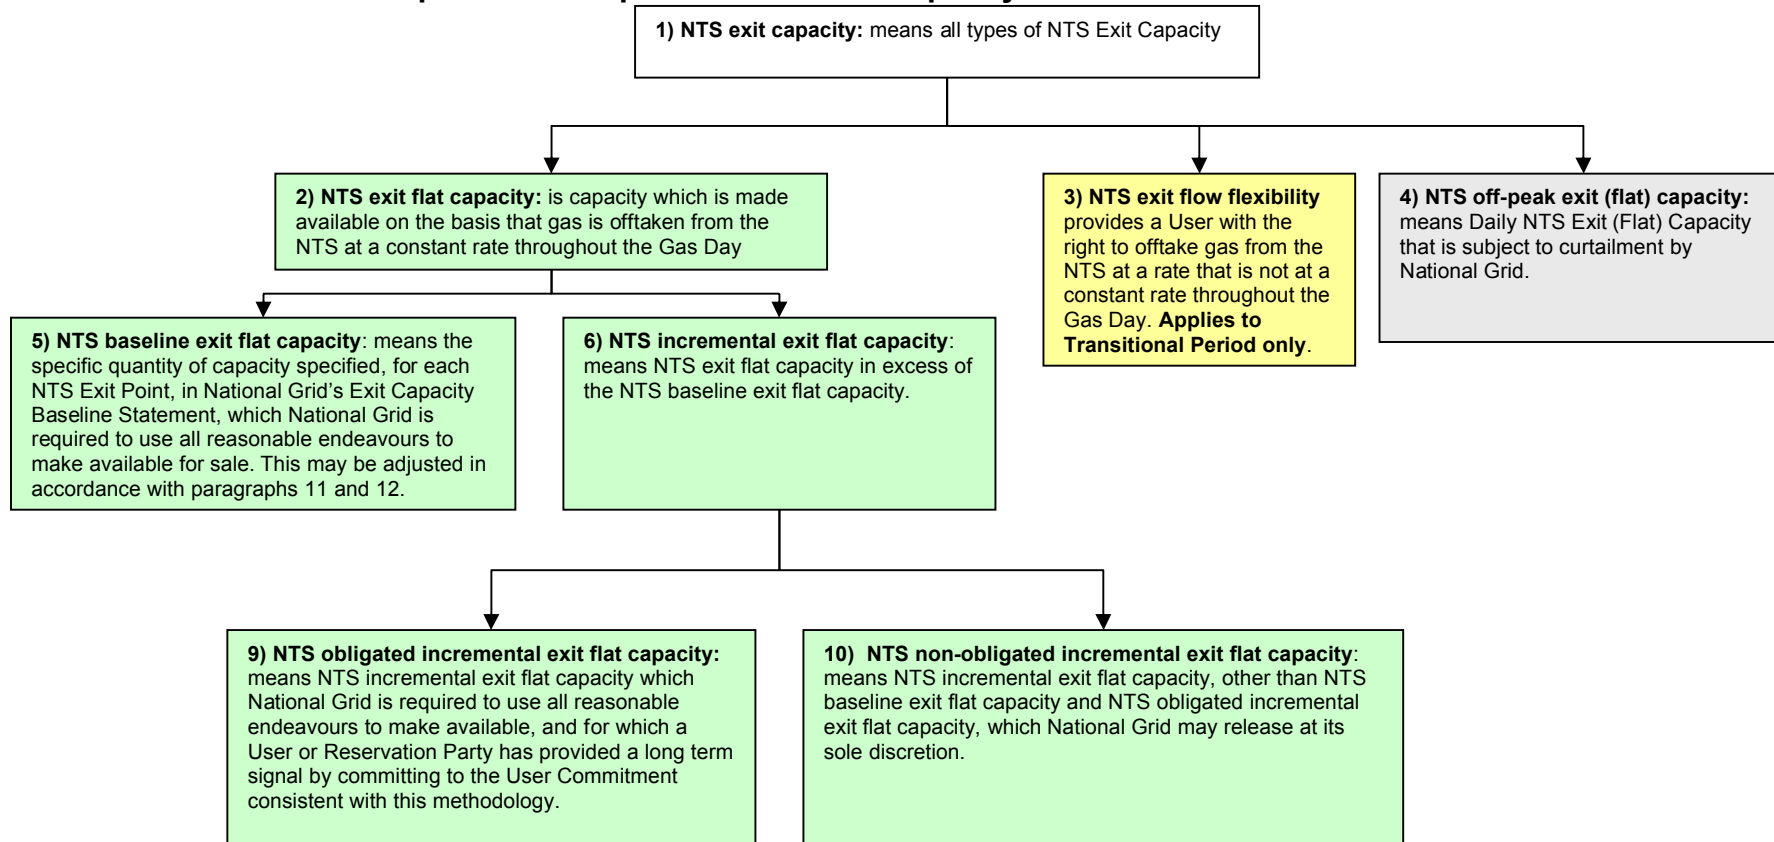 1) NTS exit capacity: means all types of NTS Exit Capacity
2) NTS exit flat capacity: is capacity which is made
available on the basis that gas is offtaken from the
NTS at a constant rate throughout the Gas Day
3) NTS exit flow flexibility
provides a User with the
right to offtake gas from the
NTS at a rate that is not at a
constant rate throughout the
Gas Day. Applies to
Transitional Period only.
4) NTS off-peak exit (flat) capacity:
means Daily NTS Exit (Flat) Capacity
that is subject to curtailment by
National Grid.
5) NTS baseline exit flat capacity: means the
specific quantity of capacity specified, for each
NTS Exit Point, in National Grid's Exit Capacity
Baseline Statement, which National Grid is
required to use all reasonable endeavours to
make available for sale. This may be adjusted in
accordance with paragraphs 11 and 12.
6) NTS incremental exit flat capacity:
means NTS exit flat capacity in excess of
the NTS baseline exit flat capacity.
9) NTS obligated incremental exit flat capacity:
means NTS incremental exit flat capacity which
National Grid is required to use all reasonable
endeavours to make available, and for which a
User or Reservation Party has provided a long term
signal by committing to the User Commitment
consistent with this methodology.
10) NTS non-obligated incremental exit flat capacity:
means NTS incremental exit flat capacity, other than NTS
baseline exit flat capacity and NTS obligated incremental
exit flat capacity, which National Grid may release at its
sole discretion.